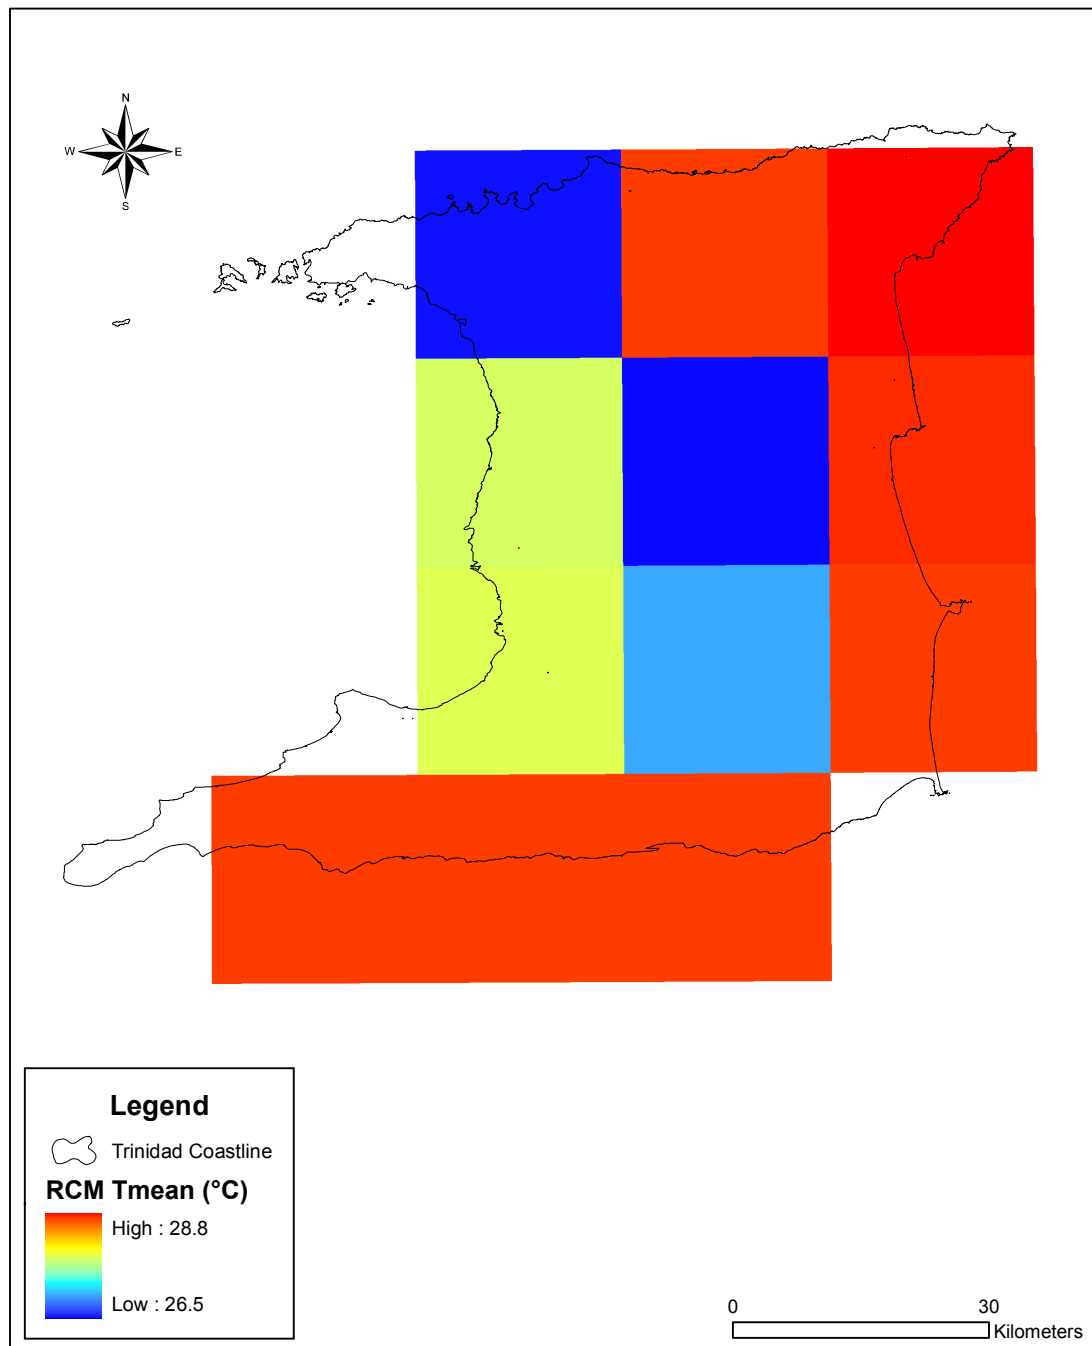 N
W E
S
Legend
Trinidad Coastline
RCM Tmean (°C)
High : 28.8
Low : 26.5
0 30
Kilometers